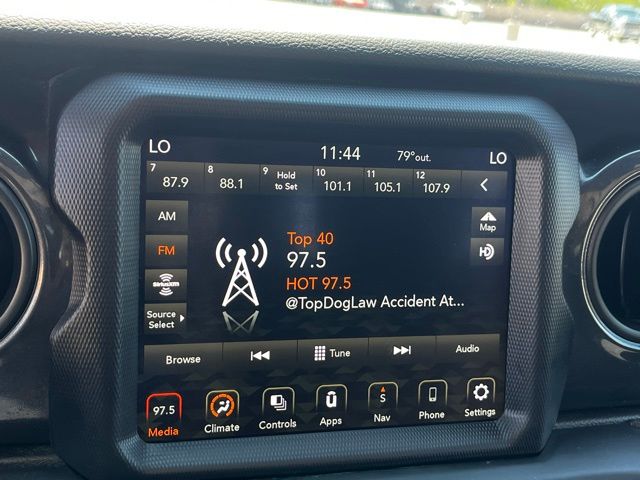 LO 11:44 79°out. LO
7 87.9 8 88.1 9 Hold to Set 10 101.1 11 105.1 12 107.9
AM
FM
SiriusXM
Source Select
Top 40
97.5
HOT 97.5
@TopDogLaw Accident At...
Map
HD
Browse Tune Audio
97.5 S
Media Climate Controls Apps Nav Phone Settings